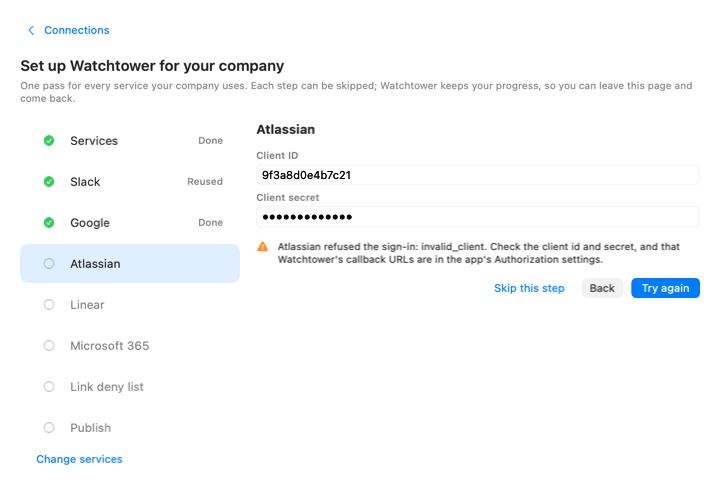 Connections
Set up Watchtower for your company
One pass for every service your company uses. Each step can be skipped; Watchtower keeps your progress, so you can leave this page and
come back.
Services Done
Slack Reused
Google Done
Atlassian
Linear
Microsoft 365
Link deny list
Publish
Change services
Atlassian
Client ID
9f3a8d0e4b7c21
Client secret
•••••••••••••
Atlassian refused the sign-in: invalid_client. Check the client id and secret, and that
Watchtower's callback URLs are in the app's Authorization settings.
Skip this step Back Try again